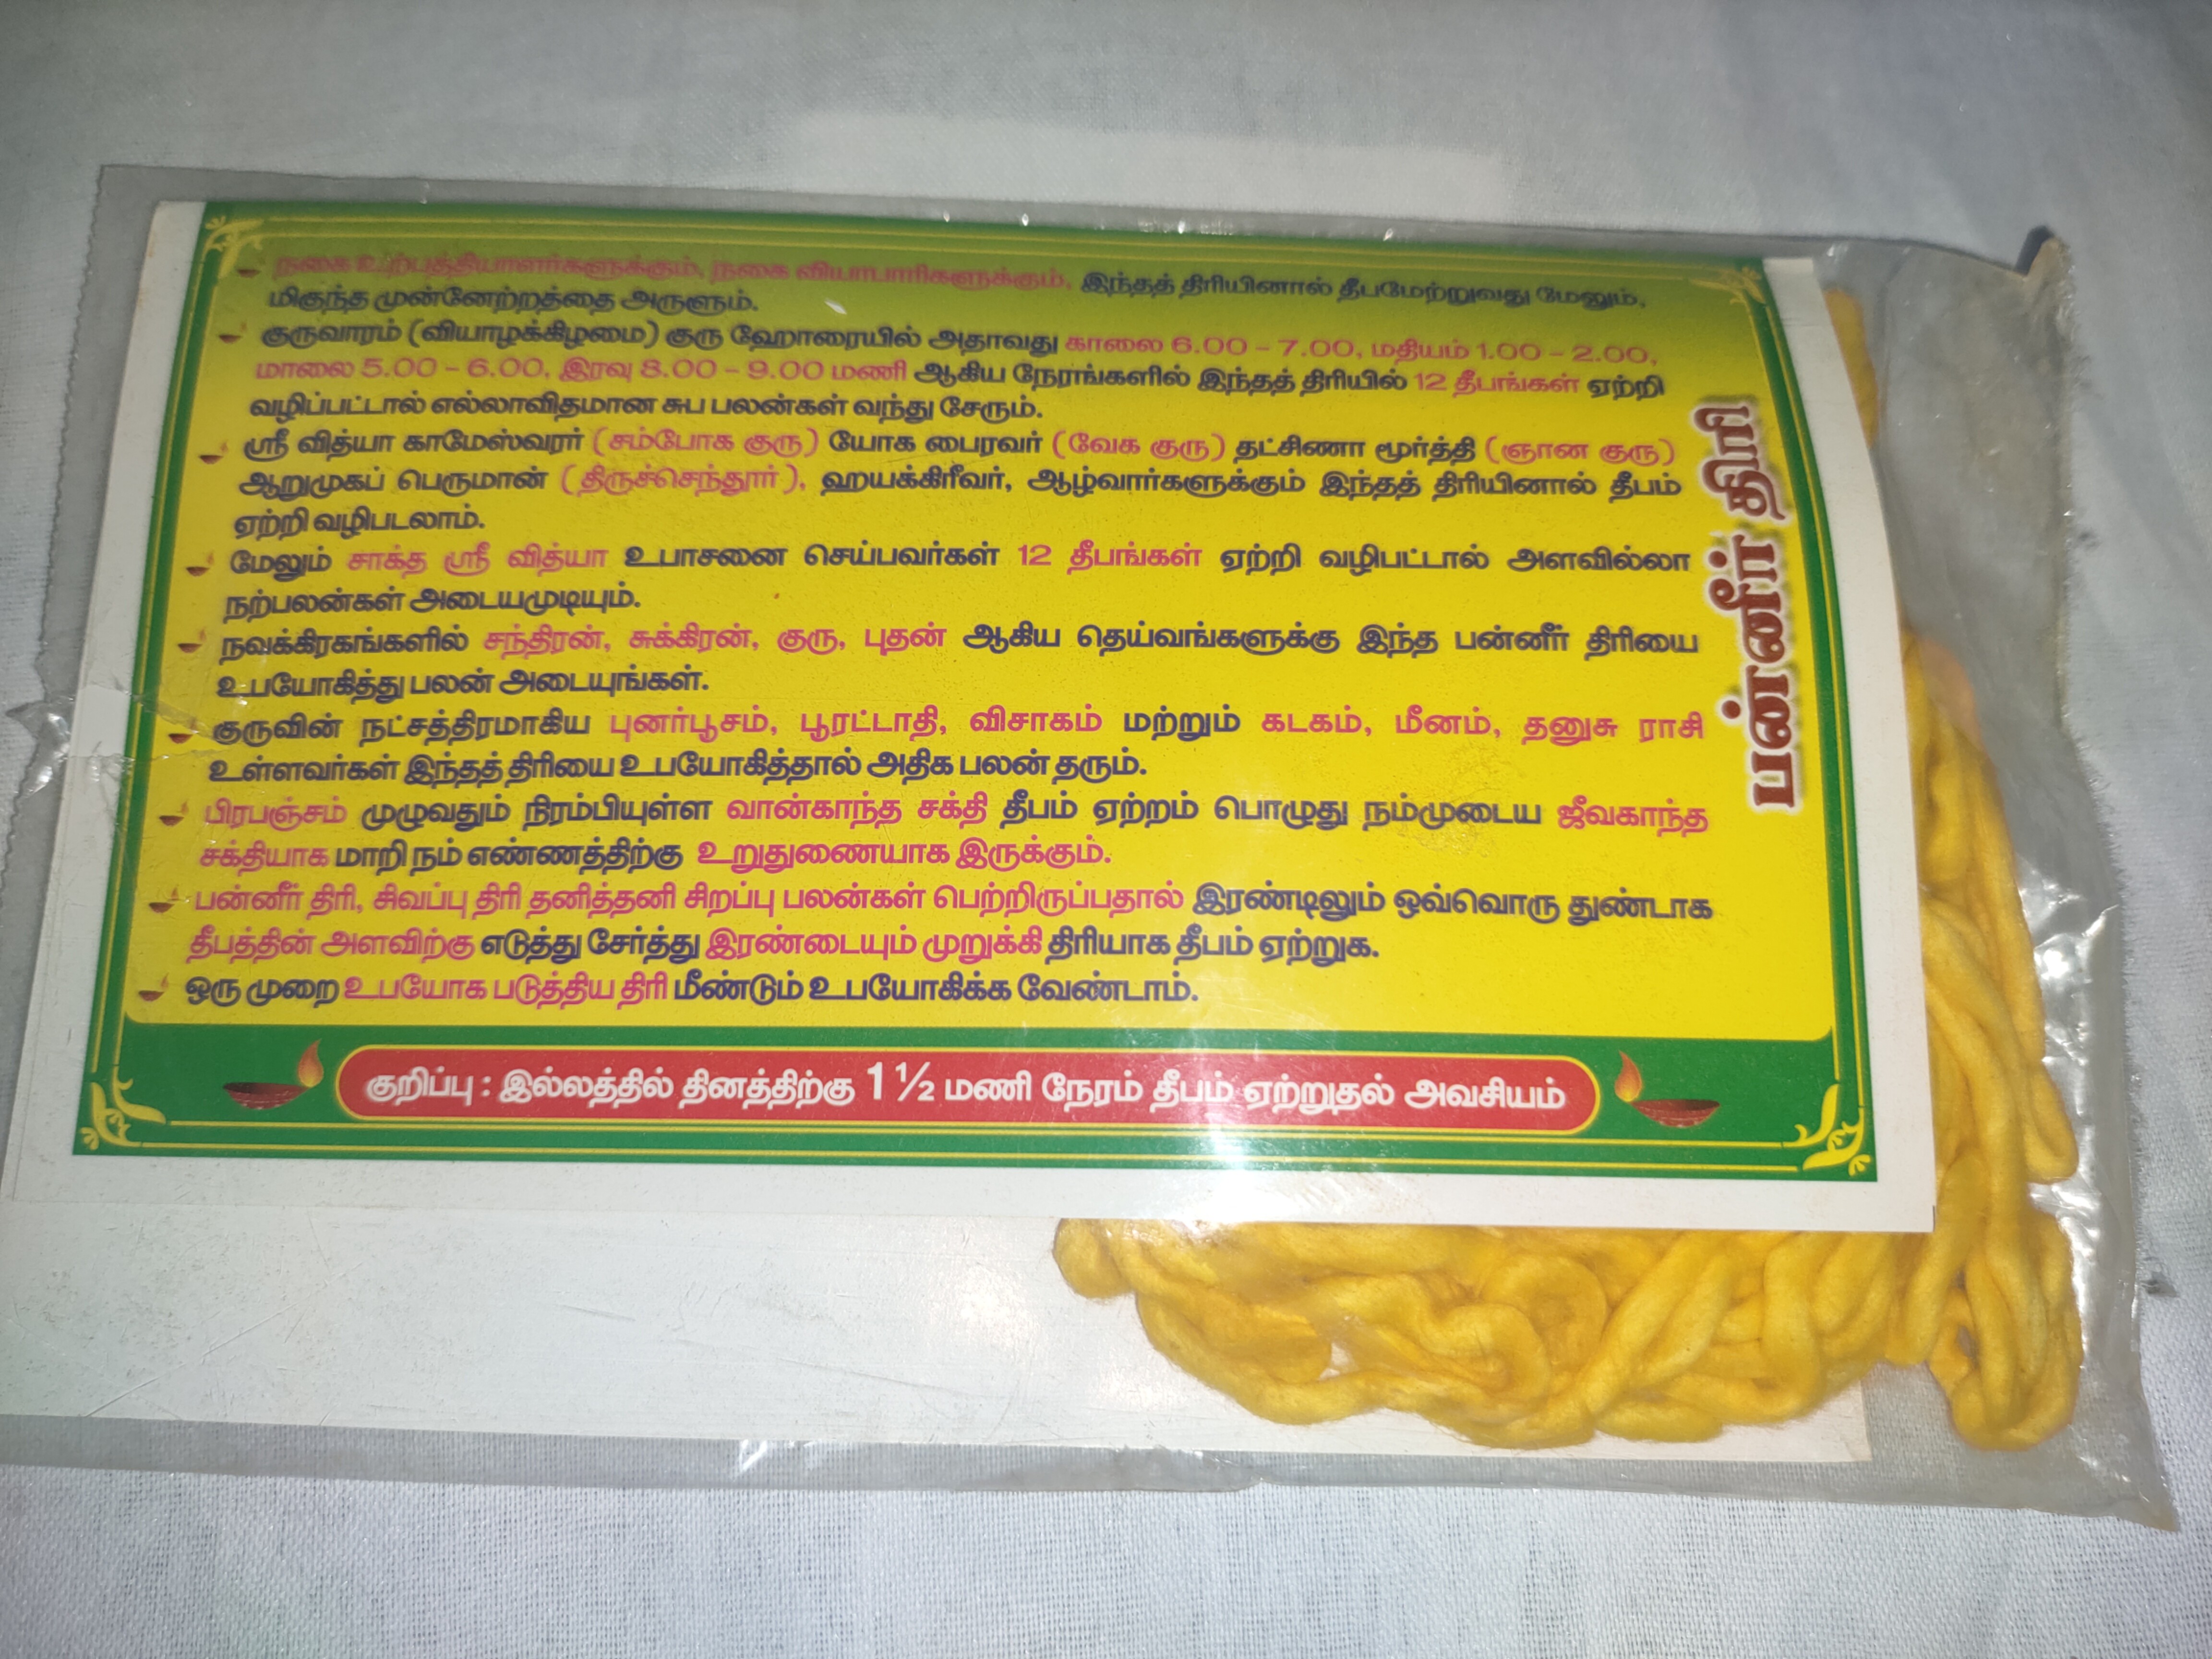 நகை உற்பத்தியாளர்களுக்கும், நகை வியாபாரிகளுக்கும், இந்தத் திரியினால் தீபமேற்றுவது மேலும்,
மிகுந்த முன்னேற்றத்தை அருளும்.
குருவாரம் (வியாழக்கிழமை) குரு ஹோரையில் அதாவது காலை 6.00 - 7.00, மதியம் 1.00 - 2.00,
மாலை 5.00 - 6.00, இரவு 8.00 - 9.00 மணி ஆகிய நேரங்களில் இந்தத் திரியில் 12 தீபங்கள் ஏற்றி
வழிப்பட்டால் எல்லாவிதமான சுப பலன்கள் வந்து சேரும்.
ஸ்ரீ வித்யா காமேஸ்வரர் (சம்போக குரு) யோக பைரவர் (வேக குரு) தட்சிணா மூர்த்தி (ஞான குரு)
ஆறுமுகப் பெருமான் (திருச்செந்தூர்), ஹயக்கிரீவர், ஆழ்வார்களுக்கும் இந்தத் திரியினால் தீபம்
ஏற்றி வழிபடலாம்.
மேலும் சாக்த ஸ்ரீ வித்யா உபாசனை செய்பவர்கள் 12 தீபங்கள் ஏற்றி வழிபட்டால் அளவில்லா
நற்பலன்கள் அடையமுடியும்.
நவக்கிரகங்களில் சந்திரன், சுக்கிரன், குரு, புதன் ஆகிய தெய்வங்களுக்கு இந்த பன்னீர் திரியை
உபயோகித்து பலன் அடையுங்கள்.
குருவின் நட்சத்திரமாகிய புனர்பூசம், பூரட்டாதி, விசாகம் மற்றும் கடகம், மீனம், தனுசு ராசி
உள்ளவர்கள் இந்தத் திரியை உபயோகித்தால் அதிக பலன் தரும்.
பிரபஞ்சம் முழுவதும் நிரம்பியுள்ள வான்காந்த சக்தி தீபம் ஏற்றம் பொழுது நம்முடைய ஜீவகாந்த
சக்தியாக மாறி நம் எண்ணத்திற்கு உறுதுணையாக இருக்கும்.
பன்னீர் திரி, சிவப்பு திரி தனித்தனி சிறப்பு பலன்கள் பெற்றிருப்பதால் இரண்டிலும் ஒவ்வொரு துண்டாக
தீபத்தின் அளவிற்கு எடுத்து சேர்த்து இரண்டையும் முறுக்கி திரியாக தீபம் ஏற்றுக.
ஒரு முறை உபயோக படுத்திய திரி மீண்டும் உபயோகிக்க வேண்டாம்.
குறிப்பு : இல்லத்தில் தினத்திற்கு 1 ½ மணி நேரம் தீபம் ஏற்றுதல் அவசியம்
பன்னீர் திரி